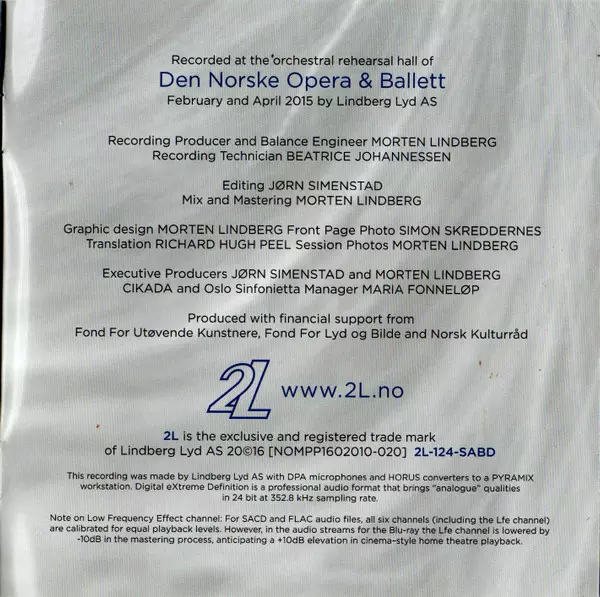 Recorded at the orchestral rehearsal hall of
Den Norske Opera & Ballett
February and April 2015 by Lindberg Lyd AS
Recording Producer and Balance Engineer MORTEN LINDBERG
Recording Technician BEATRICE JOHANNESSEN
Editing JØRN SIMENSTAD
Mix and Mastering MORTEN LINDBERG
Graphic design MORTEN LINDBERG Front Page Photo SIMON SKREDDERNES
Translation RICHARD HUGH PEEL Session Photos MORTEN LINDBERG
Executive Producers JØRN SIMENSTAD and MORTEN LINDBERG
CIKADA and Oslo Sinfonietta Manager MARIA FONNELØP
Produced with financial support from
Fond For Utøvende Kunstnere, Fond For Lyd og Bilde and Norsk Kulturråd
2L www.2L.no
2L is the exclusive and registered trade mark
of Lindberg Lyd AS 20©16 [NOMPP1602010-020] 2L-124-SABD
This recording was made by Lindberg Lyd AS with DPA microphones and HORUS converters to a PYRAMIX
workstation. Digital eXtreme Definition is a professional audio format that brings "analogue" qualities
in 24 bit at 352.8 kHz sampling rate.
Note on Low Frequency Effect channel: For SACD and FLAC audio files, all six channels (including the Lfe channel)
are calibrated for equal playback levels. However, in the audio streams for the Blu-ray the Lfe channel is lowered by
-10dB in the mastering process, anticipating a +10dB elevation in cinema-style home theatre playback.